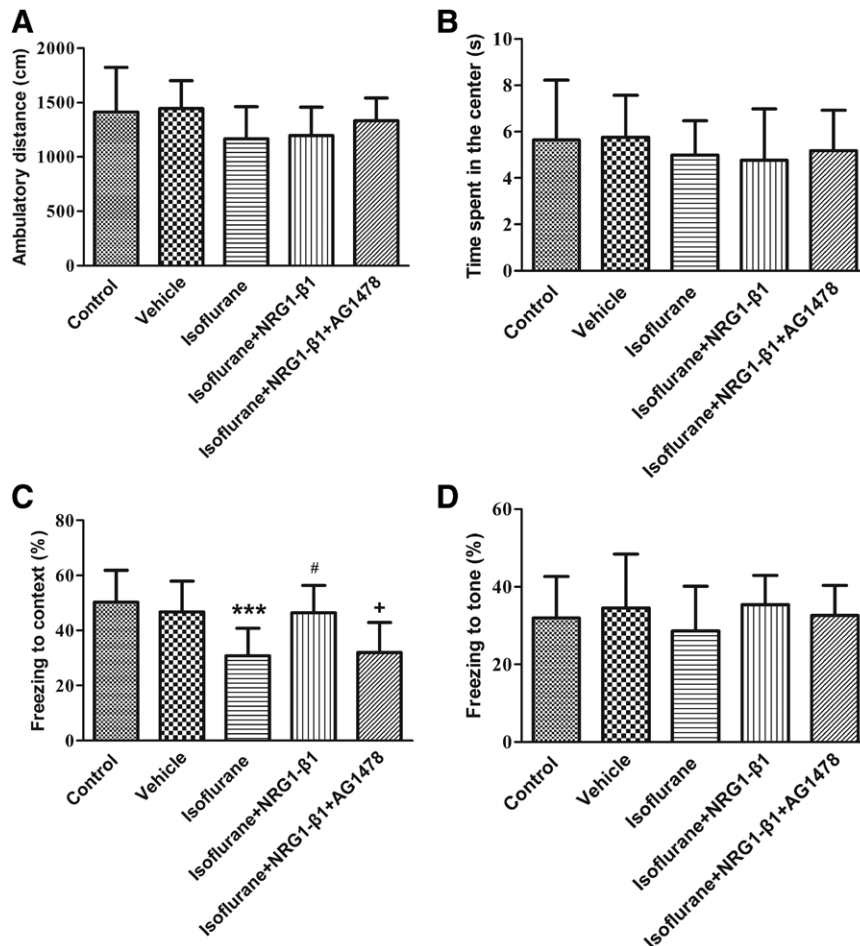 A
Ambulatory distance (cm)
2000
1500
1000
500
0
Control
Vehicle
Isoflurane
Isoflurane+NRG1-β1
Isoflurane+NRG1-β1+AG1478
B
Time spent in the center (s)
10
8
6
4
2
0
Control
Vehicle
Isoflurane
Isoflurane+NRG1-β1
Isoflurane+NRG1-β1+AG1478
C
Freezing to context (%)
80
60
40
20
0
***
#
+
Control
Vehicle
Isoflurane
Isoflurane+NRG1-β1
Isoflurane+NRG1-β1+AG1478
D
Freezing to tone (%)
60
40
20
0
Control
Vehicle
Isoflurane
Isoflurane+NRG1-β1
Isoflurane+NRG1-β1+AG1478